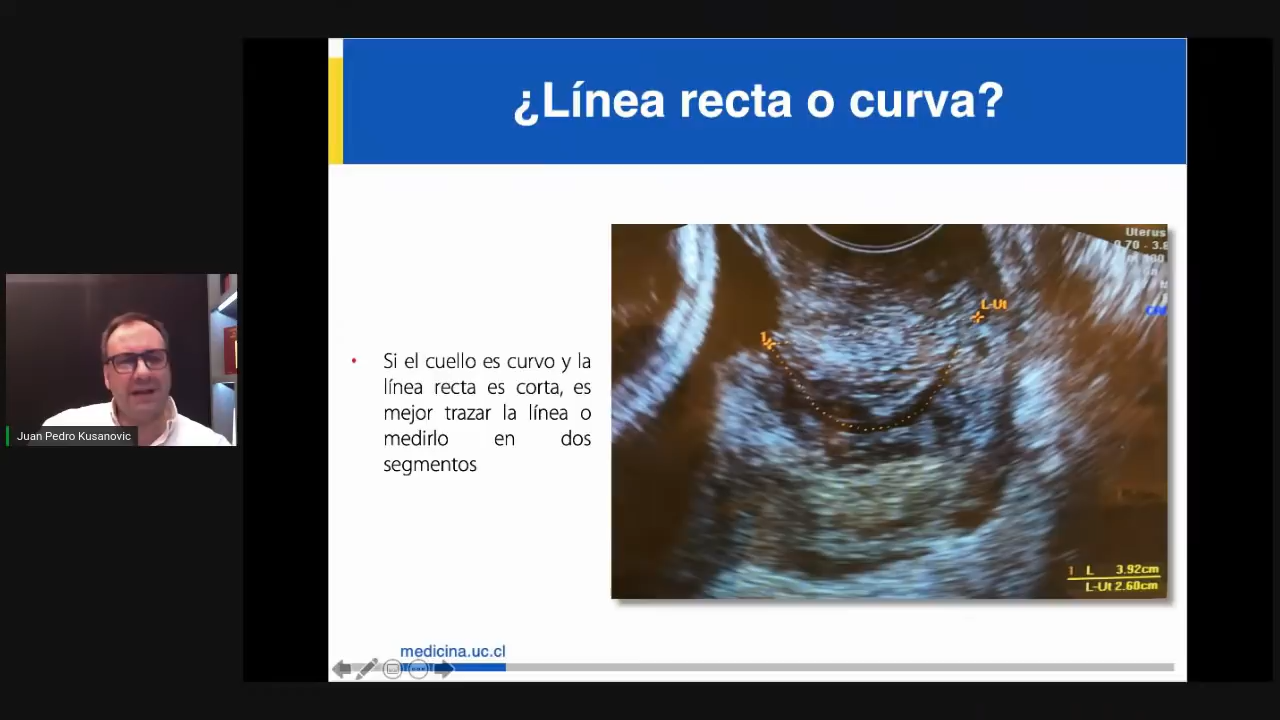 ¿Línea recta o curva?
Juan Pedro Kusanovic
• Si el cuello es curvo y la
línea recta es corta, es
mejor trazar la línea o
medirlo en dos
segmentos
Uterus
L-Ut
1
1 L 3.92cm
L-Ut 2.60cm
medicina.uc.cl